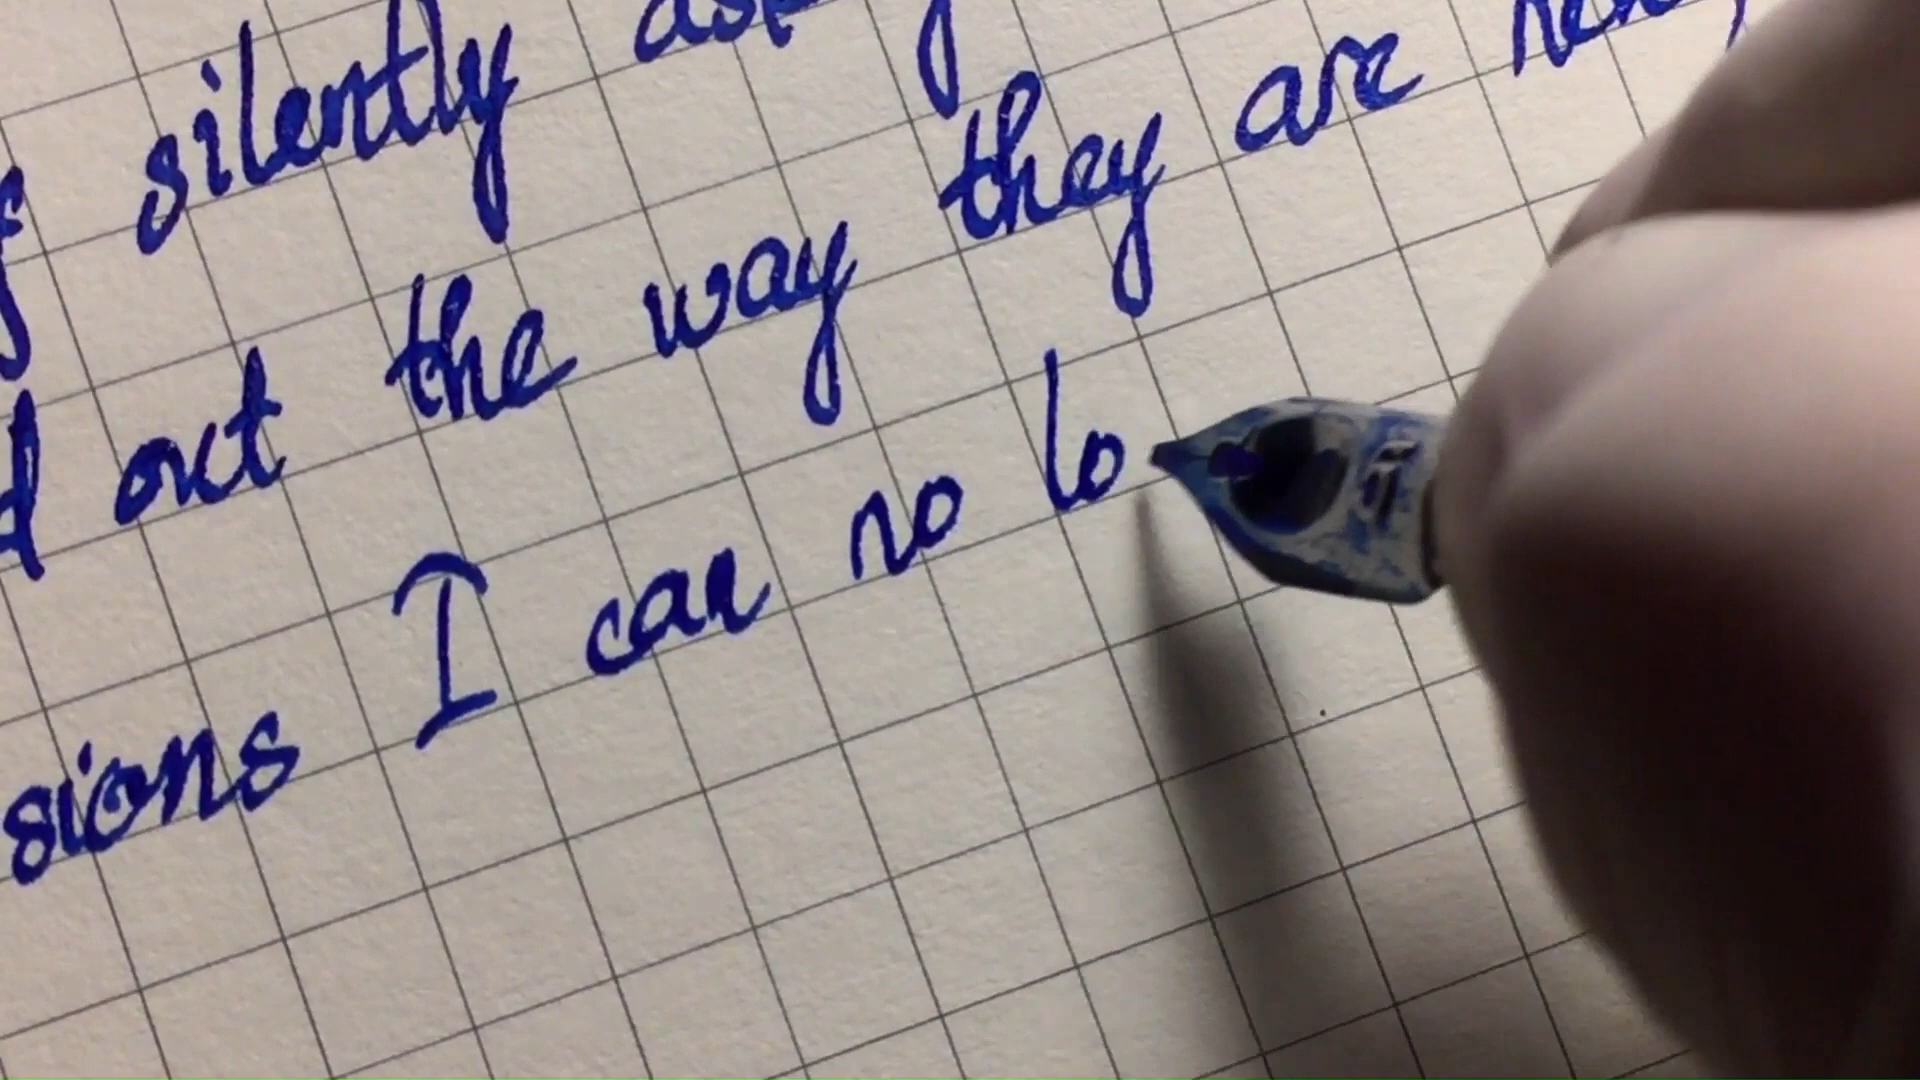 silently
out the way they are
sions I can no lo